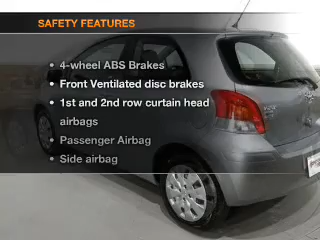 SAFETY FEATURES
• 4-wheel ABS Brakes
• Front Ventilated disc brakes
• 1st and 2nd row curtain head
airbags
• Passenger Airbag
• Side airbag